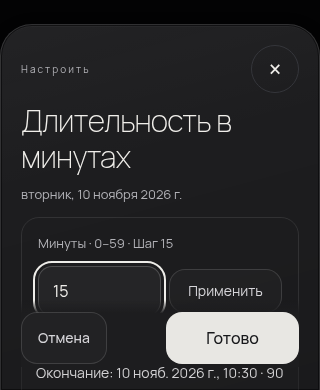 Настроить
Длительность в
минутах
вторник, 10 ноября 2026 г.
Минуты · 0–59 · Шаг 15
15
Применить
Отмена
Готово
Окончание: 10 нояб. 2026 г., 10:30 · 90